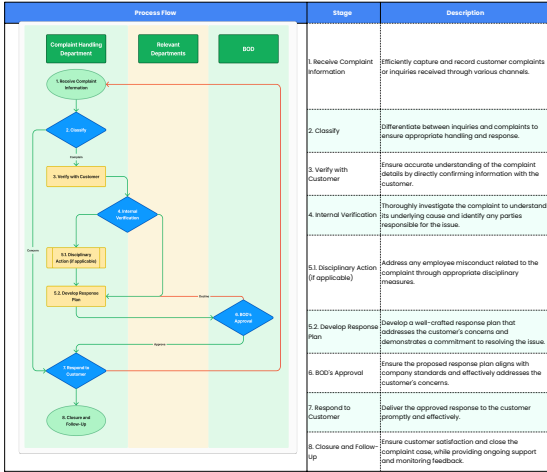 Process Flow
Stage
Description
Complaint Handling
Department
Relevant
Departments
BOD
1. Receive Complaint
Information
2. Classify
3. Verify with Customer
4. Internal
Verification
5.1. Disciplinary
Action (if applicable)
5.2. Develop Response
Plan
Decline
6. BOD's
Approval
Approve
7. Respond to
Customer
8. Closure and
Follow-Up
1. Receive Complaint
Information
Efficiently capture and record customer complaints
or inquiries received through various channels.
2. Classify
Differentiate between inquiries and complaints to
ensure appropriate handling and response.
3. Verify with
Customer
Ensure accurate understanding of the complaint
details by directly confirming information with the
customer.
4. Internal Verification
Thoroughly investigate the complaint to understand
its underlying cause and identify any parties
responsible for the issue.
5.1. Disciplinary Action
(if applicable)
Address any employee misconduct related to the
complaint through appropriate disciplinary
measures.
5.2. Develop Response
Plan
Develop a well-crafted response plan that
addresses the customer's concerns and
demonstrates a commitment to resolving the issue.
6. BOD's Approval
Ensure the proposed response plan aligns with
company standards and effectively addresses the
customer's concerns.
7. Respond to
Customer
Deliver the approved response to the customer
promptly and effectively.
8. Closure and Follow-
Up
Ensure customer satisfaction and close the
complaint case, while providing ongoing support
and monitoring feedback.